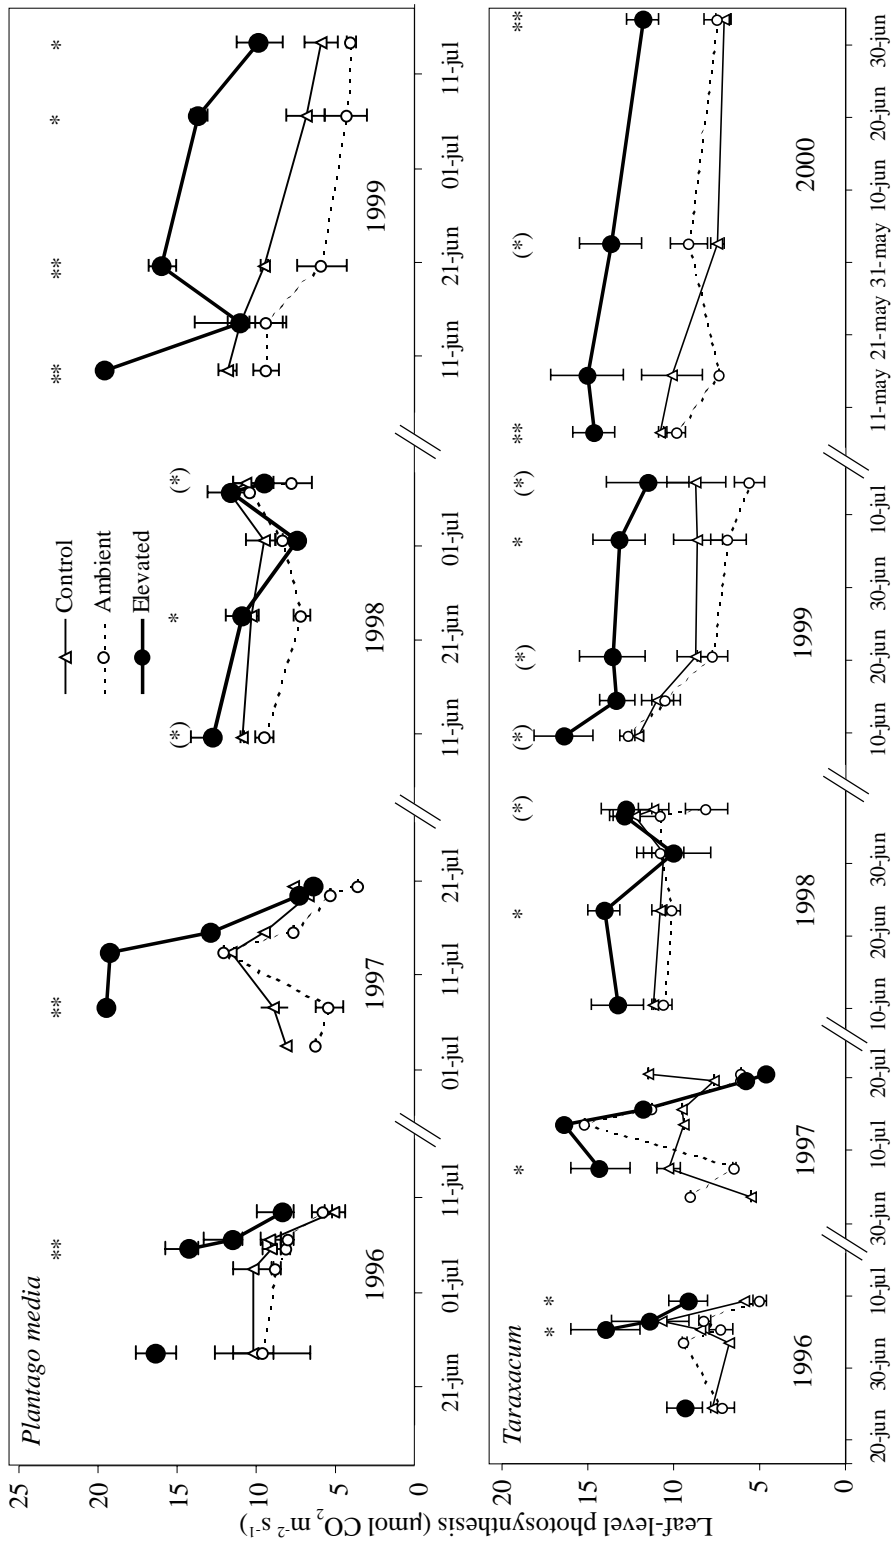 Leaf-level photosynthesis (μmol CO₂ m⁻² s⁻¹)
Plantago media
25
20
15
10
5
0
** ** ** ** * *
(*) * (*)
Control
Ambient
Elevated
1996 1997 1998 1999
21-jun 01-jul 11-jul 01-jul 11-jul 21-jul 11-jun 21-jun 01-jul 11-jun 21-jun 01-jul 11-jul
Taraxacum
20
15
10
5
0
* * (*) (*) (*) * (*) ** (*) **
* *
1996 1997 1998 1999 2000
20-jun 30-jun 10-jul 30-jun 10-jul 20-jul 10-jun 20-jun 30-jun 10-jun 20-jun 30-jun 10-jul 11-may 21-may 31-may 10-jun 20-jun 30-jun